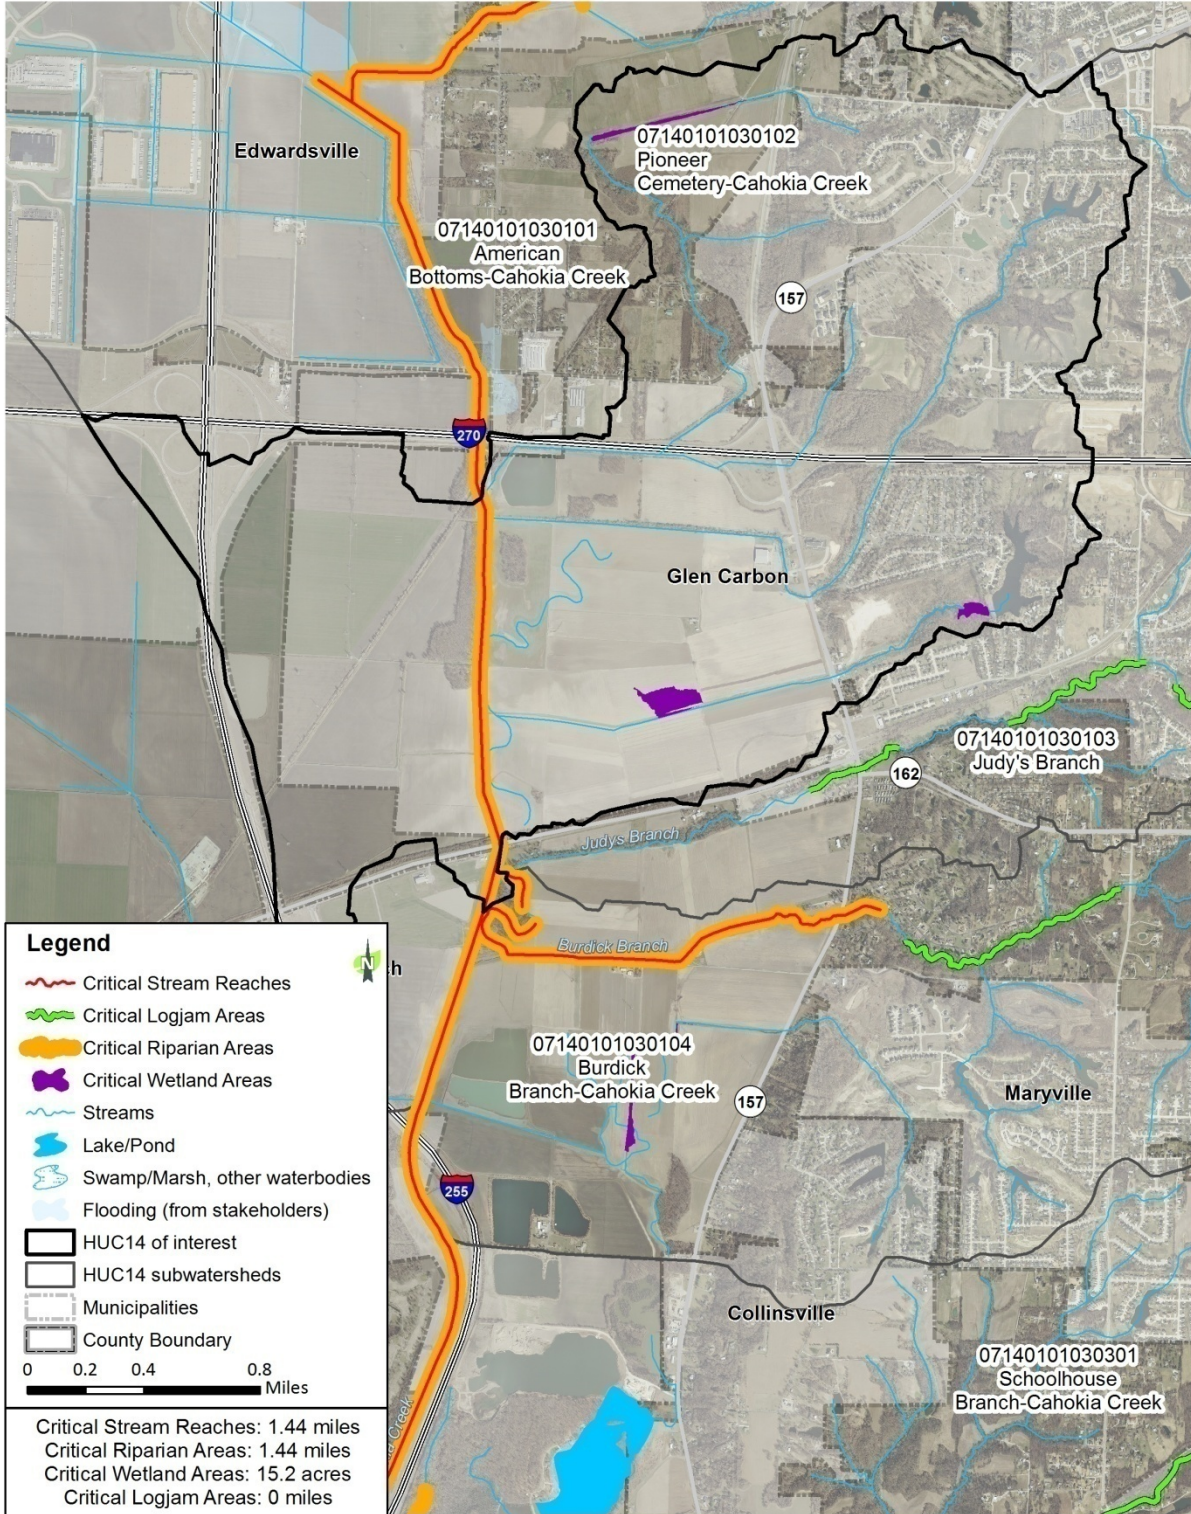 Edwardsville
07140101030102
Pioneer
Cemetery-Cahokia Creek
07140101030101
American
Bottoms-Cahokia Creek
157
270
Glen Carbon
07140101030103
Judy's Branch
162
Judys Branch
Burdick Branch
07140101030104
Burdick
Branch-Cahokia Creek
157
Maryville
255
Collinsville
07140101030301
Schoolhouse
Branch-Cahokia Creek
Creek
Legend
N
Critical Stream Reaches
Critical Logjam Areas
Critical Riparian Areas
Critical Wetland Areas
Streams
Lake/Pond
Swamp/Marsh, other waterbodies
Flooding (from stakeholders)
HUC14 of interest
HUC14 subwatersheds
Municipalities
County Boundary
0 0.2 0.4 0.8
Miles
Critical Stream Reaches: 1.44 miles
Critical Riparian Areas: 1.44 miles
Critical Wetland Areas: 15.2 acres
Critical Logjam Areas: 0 miles